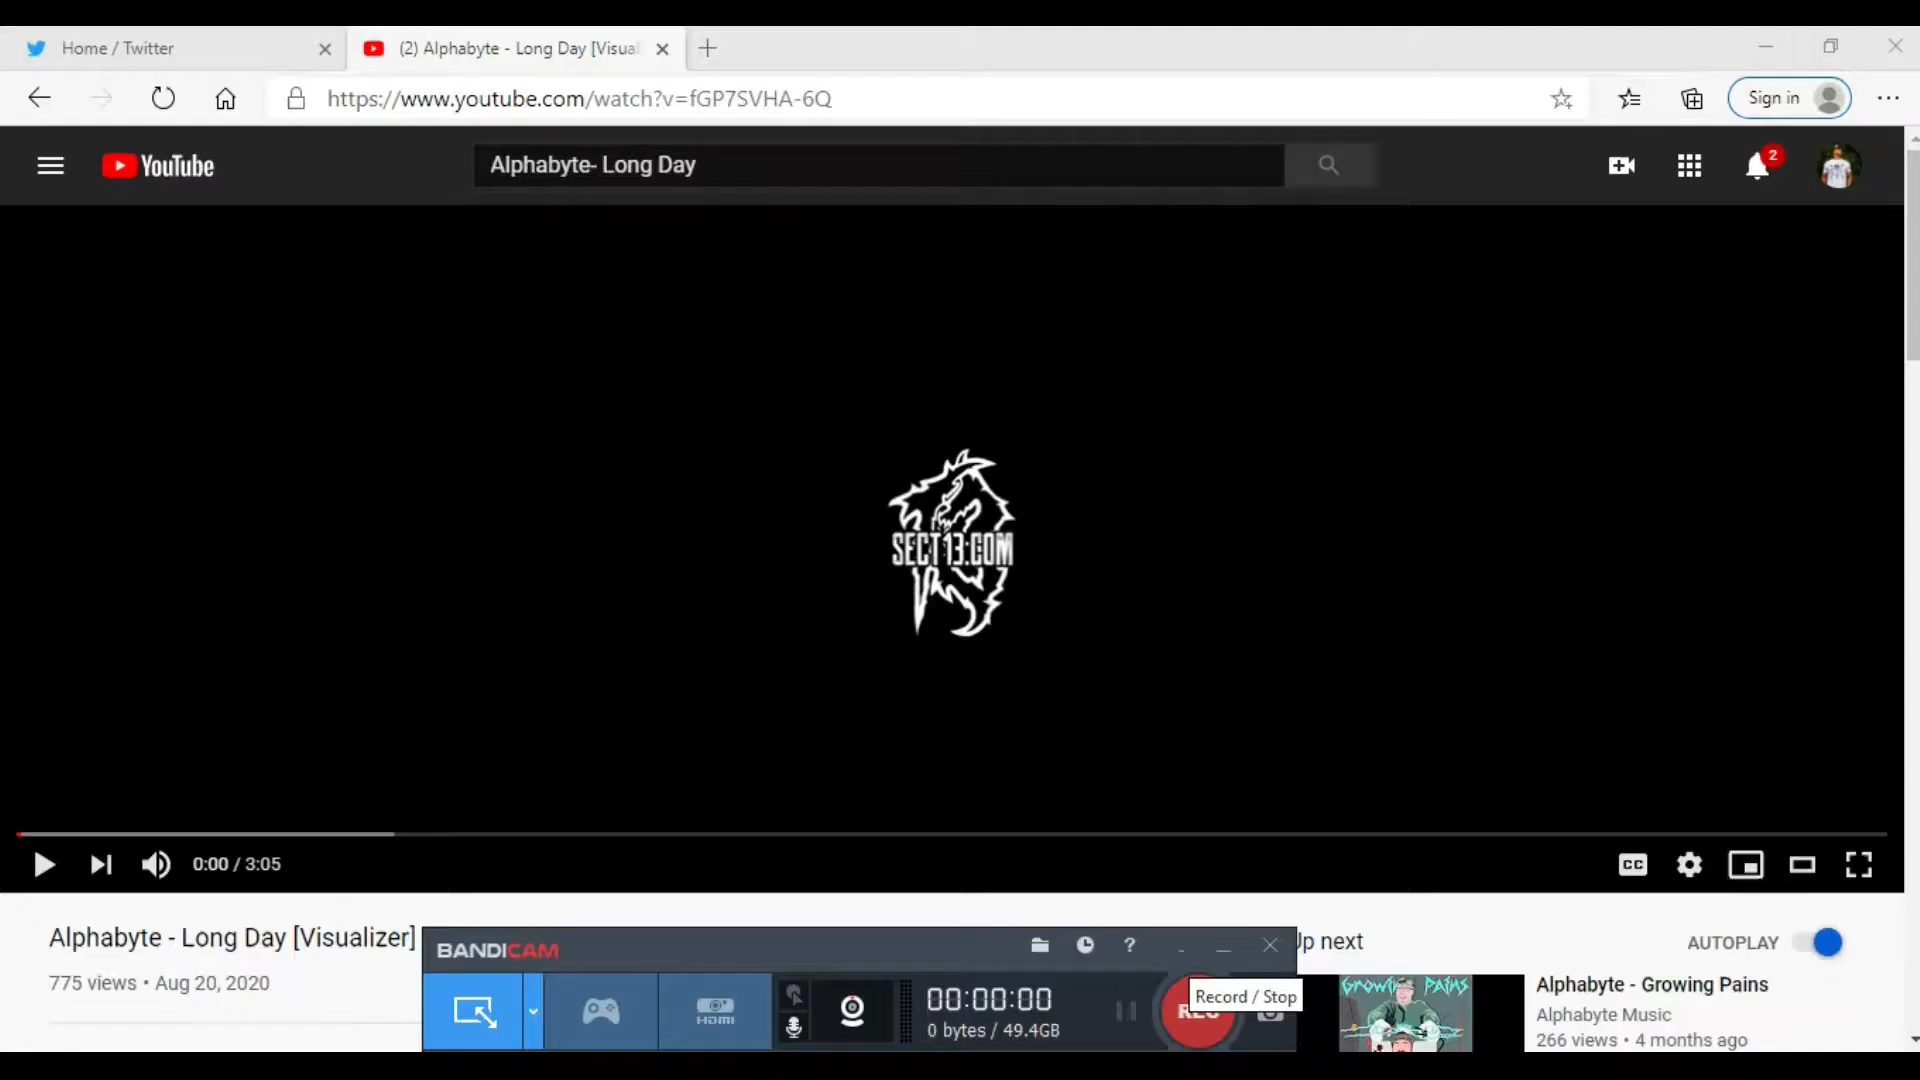 Home / Twitter
(2) Alphabyte - Long Day [Visual
https://www.youtube.com/watch?v=fGP7SVHA-6Q
Sign in
YouTube
Alphabyte- Long Day
2
SECT13.COM
0:00 / 3:05
CC
Alphabyte - Long Day [Visualizer]
775 views • Aug 20, 2020
BANDICAM
?
HDMI
00:00:00
0 bytes / 49.4GB
REC
Record / Stop
Up next
AUTOPLAY
GROWING PAINS
Alphabyte - Growing Pains
Alphabyte Music
266 views • 4 months ago